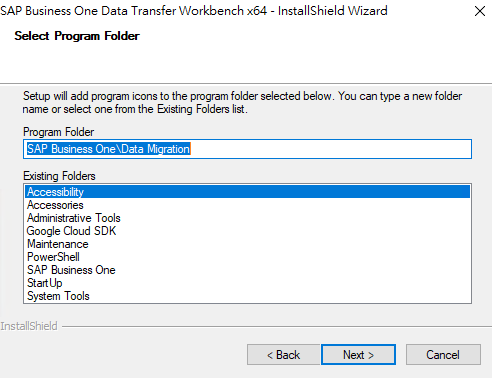 SAP Business One Data Transfer Workbench x64 - InstallShield Wizard
Select Program Folder
Setup will add program icons to the program folder selected below. You can type a new folder
name or select one from the Existing Folders list.
Program Folder
SAP Business One\Data Migration
Existing Folders
Accessibility
Accessories
Administrative Tools
Google Cloud SDK
Maintenance
PowerShell
SAP Business One
StartUp
System Tools
InstallShield
< Back
Next >
Cancel